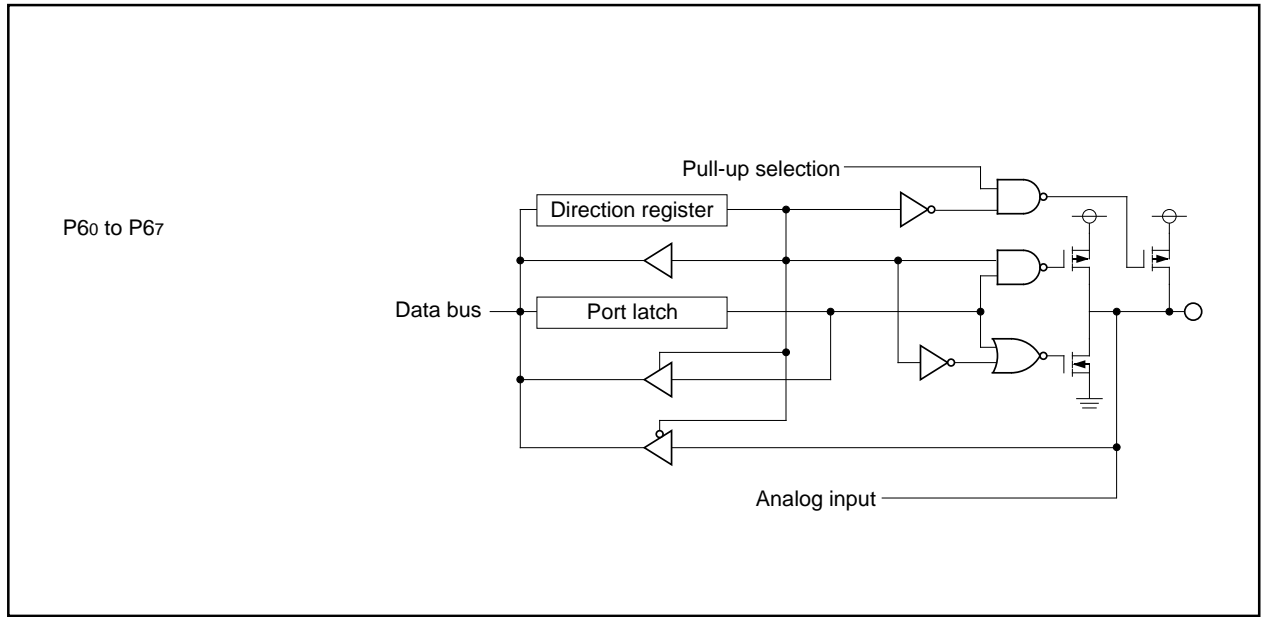 Pull-up selection
Direction register
P60 to P67
Data bus
Port latch
Analog input